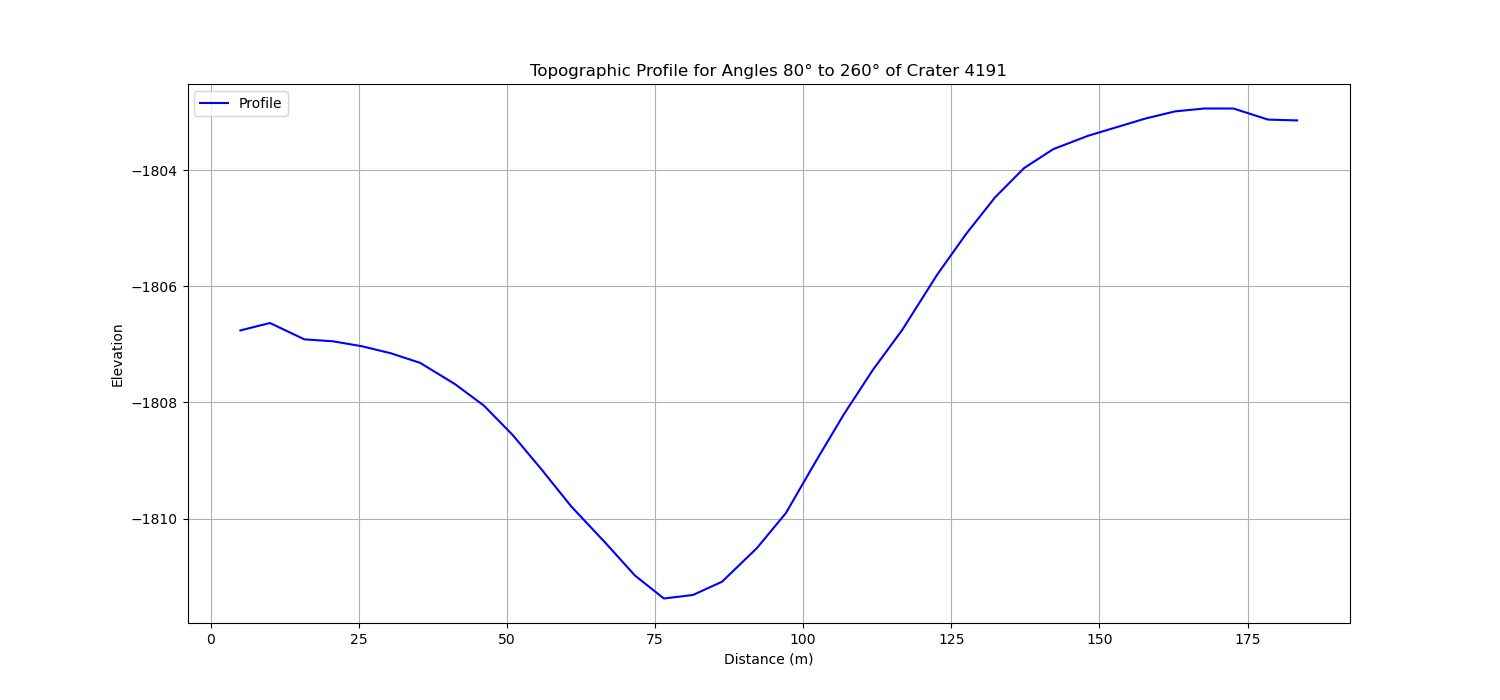 Topographic Profile for Angles 80° to 260° of Crater 4191
Profile
−1804
−1806
−1808
−1810
Elevation
0 25 50 75 100 125 150 175
Distance (m)